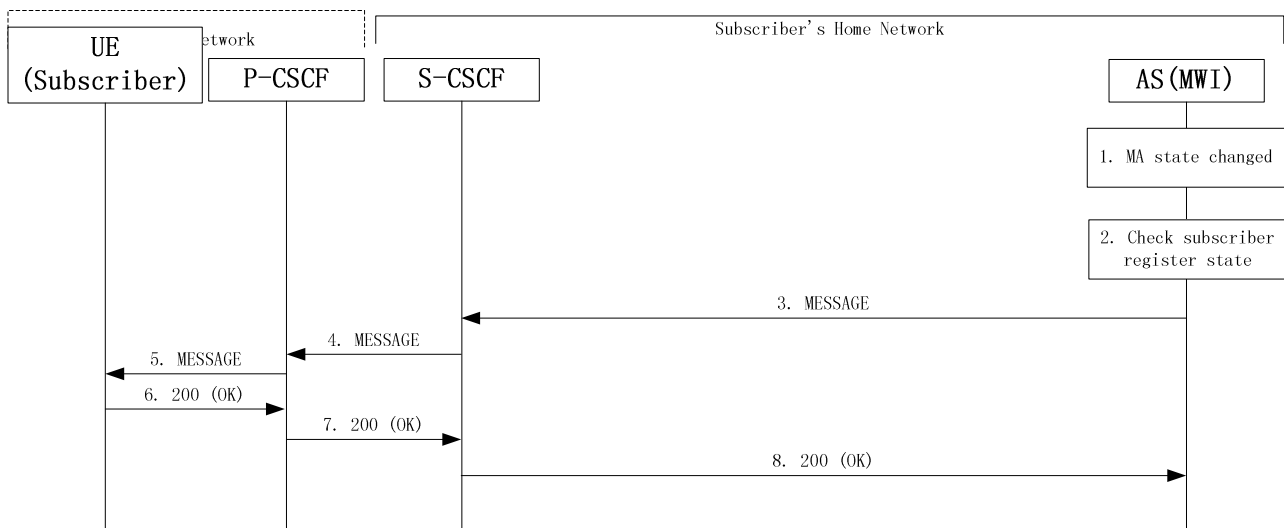 Subscriber's Home Network
UE
(Subscriber)
P-CSCF
S-CSCF
AS(MWI)
1. MA state changed
2. Check subscriber
register state
3. MESSAGE
4. MESSAGE
5. MESSAGE
6. 200 (OK)
7. 200 (OK)
8. 200 (OK)